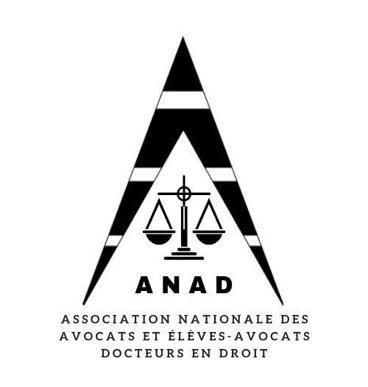 ANAD
ASSOCIATION NATIONALE DES
AVOCATS ET ÉLÈVES-AVOCATS
DOCTEURS EN DROIT